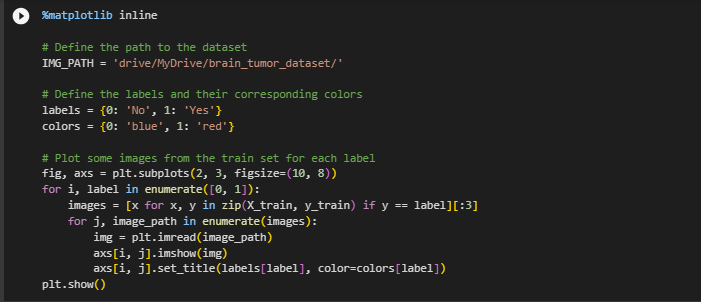 %matplotlib inline

# Define the path to the dataset
IMG_PATH = 'drive/MyDrive/brain_tumor_dataset/'

# Define the labels and their corresponding colors
labels = {0: 'No', 1: 'Yes'}
colors = {0: 'blue', 1: 'red'}

# Plot some images from the train set for each label
fig, axs = plt.subplots(2, 3, figsize=(10, 8))
for i, label in enumerate([0, 1]):
    images = [x for x, y in zip(X_train, y_train) if y == label][:3]
    for j, image_path in enumerate(images):
        img = plt.imread(image_path)
        axs[i, j].imshow(img)
        axs[i, j].set_title(labels[label], color=colors[label])
plt.show()